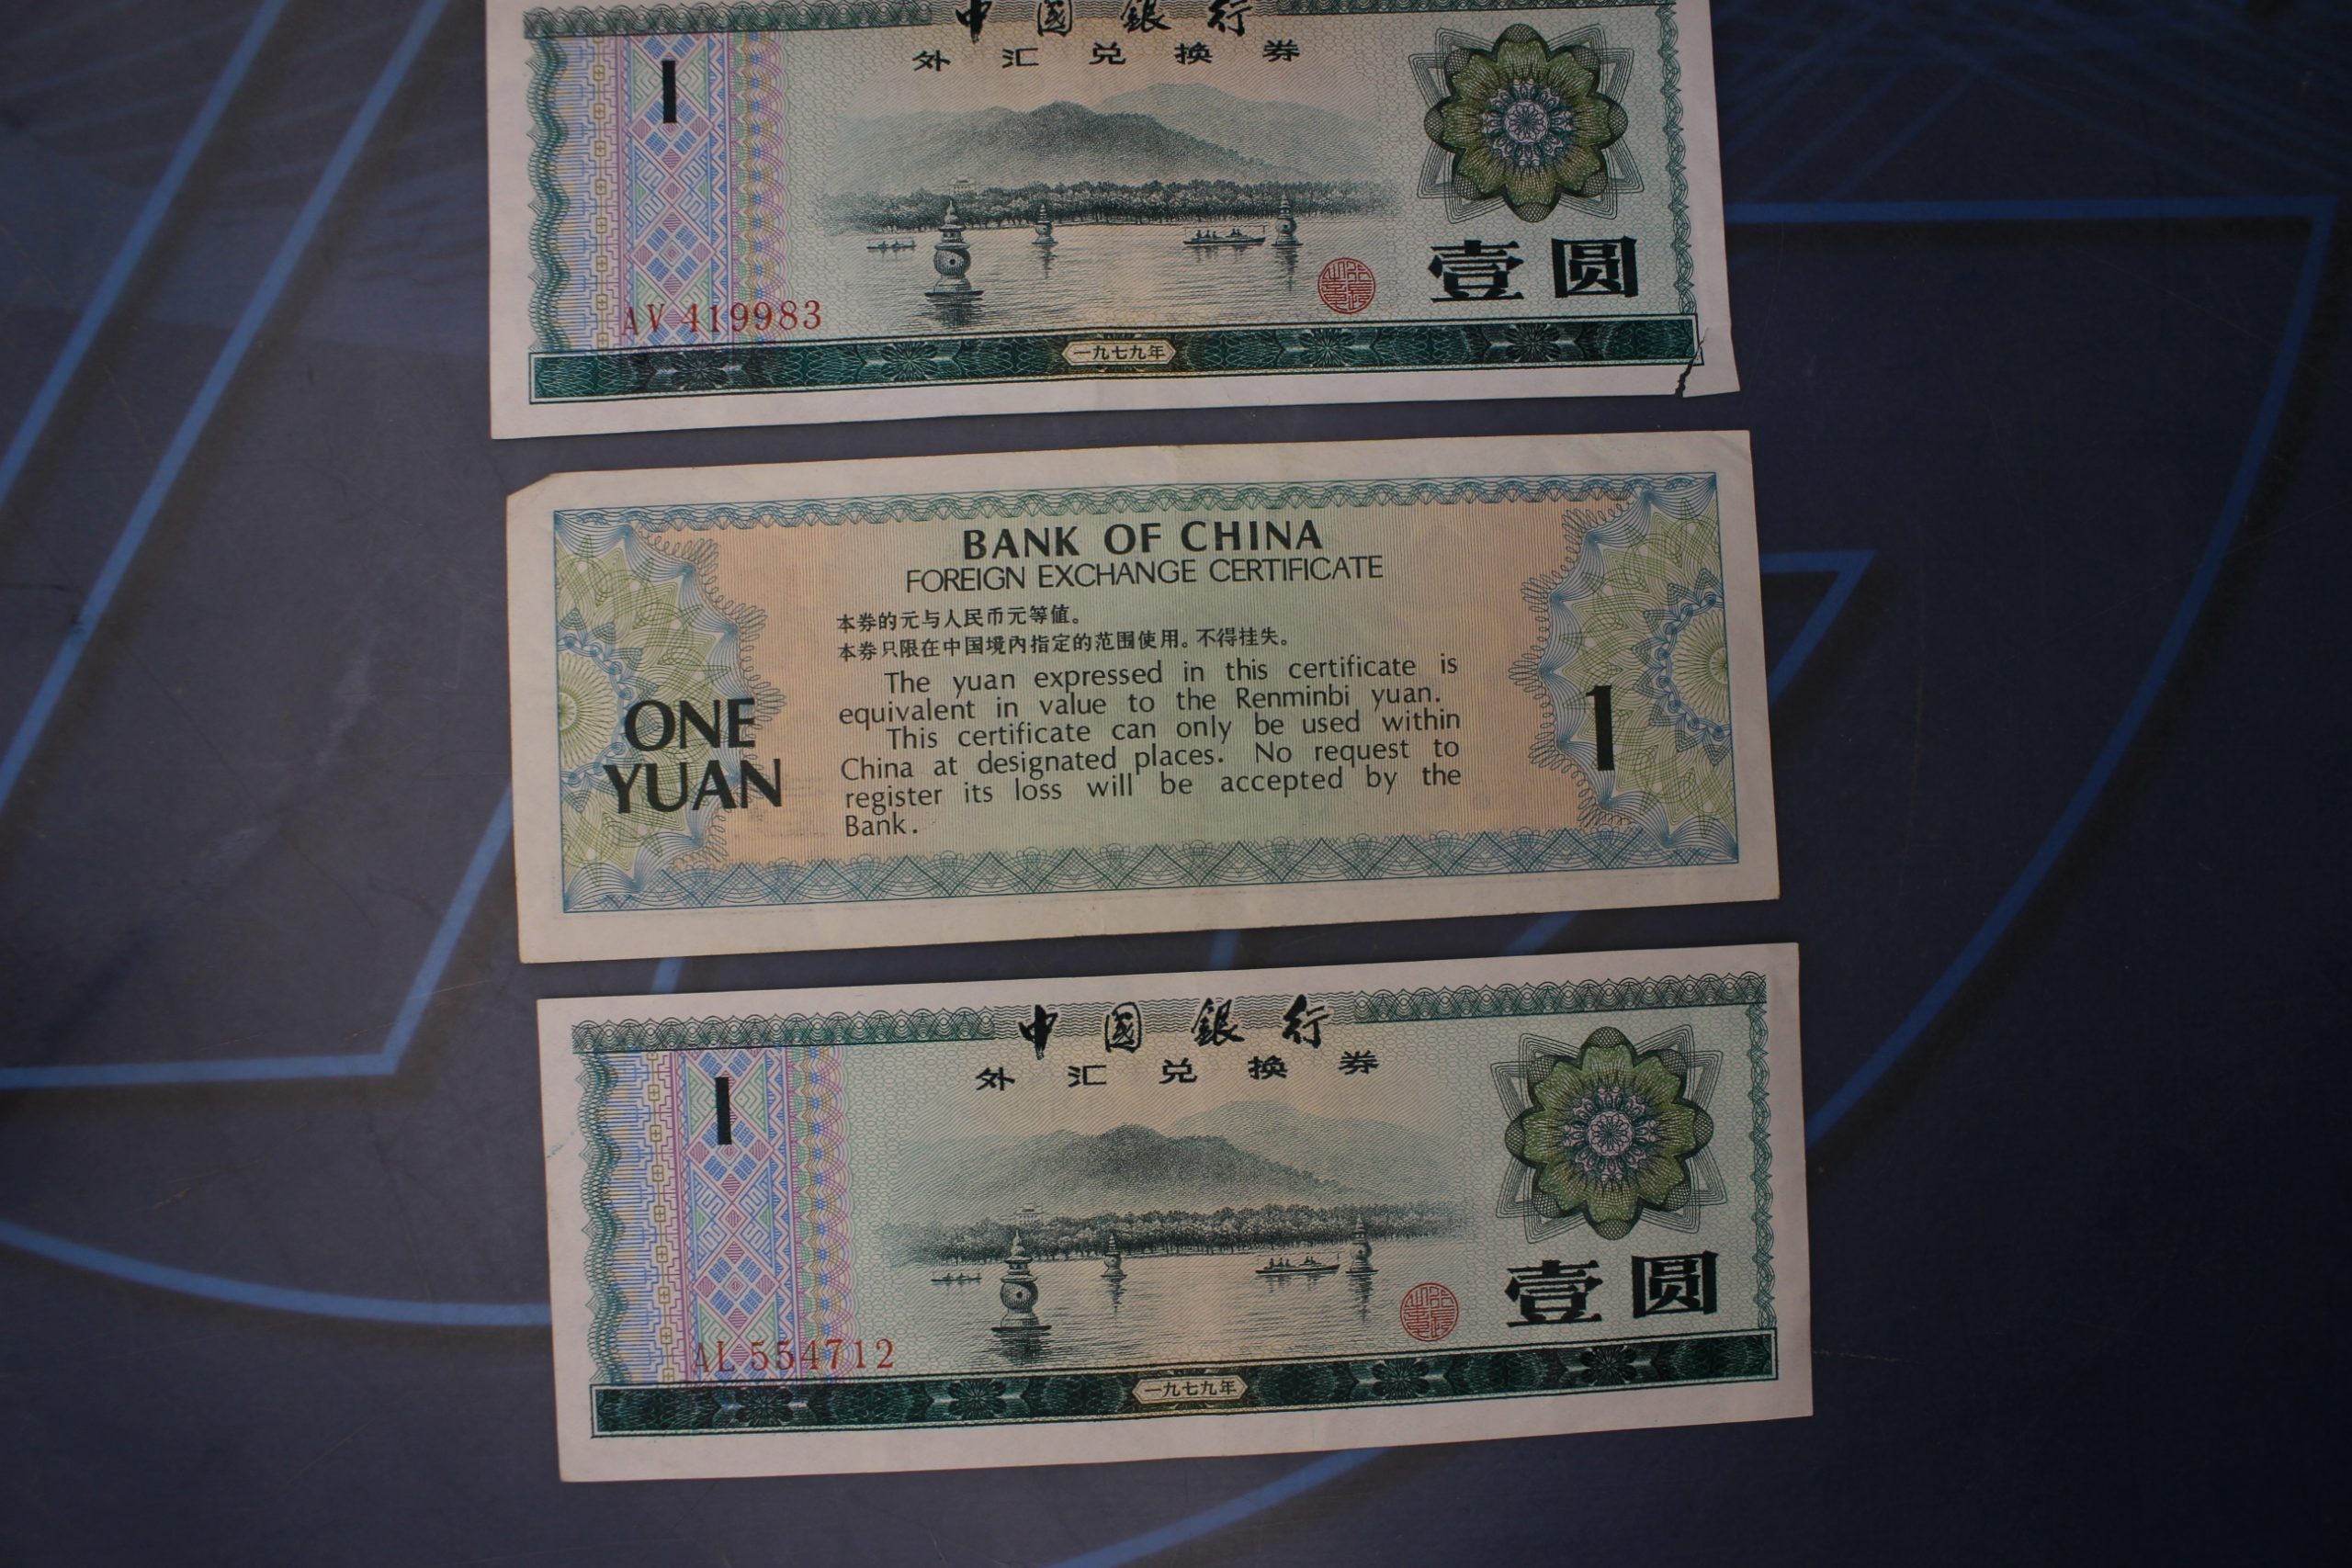 中國銀行
外汇兑换券
1
壹圆
AV 419983
一九七九年
BANK OF CHINA
FOREIGN EXCHANGE CERTIFICATE
本券的元与人民币元等值。
本券只限在中国境内指定的范围使用。不得挂失。
The yuan expressed in this certificate is
equivalent in value to the Renminbi yuan.
This certificate can only be used within
China at designated places. No request to
register its loss will be accepted by the
Bank.
ONE
YUAN
1
中國銀行
外汇兑换券
1
壹圆
AL 554712
一九七九年